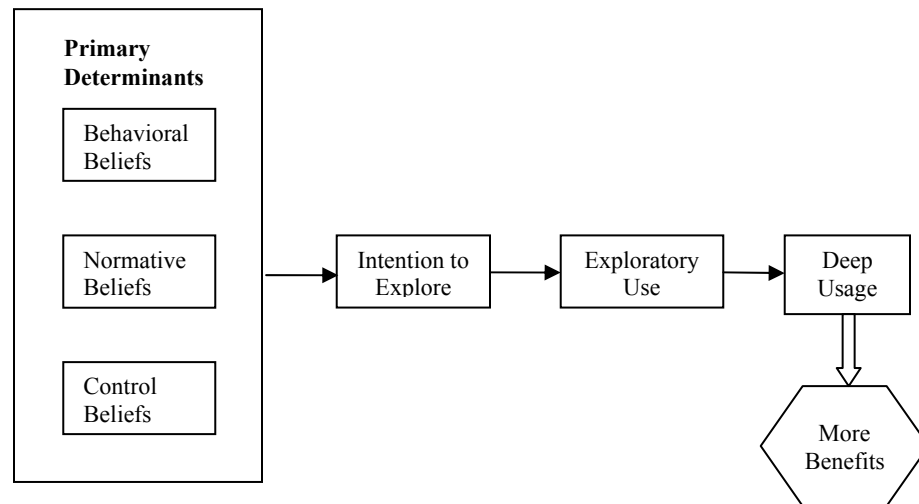 Primary
Determinants
Behavioral
Beliefs
Normative
Beliefs
Control
Beliefs
Intention to
Explore
Exploratory
Use
Deep
Usage
More
Benefits